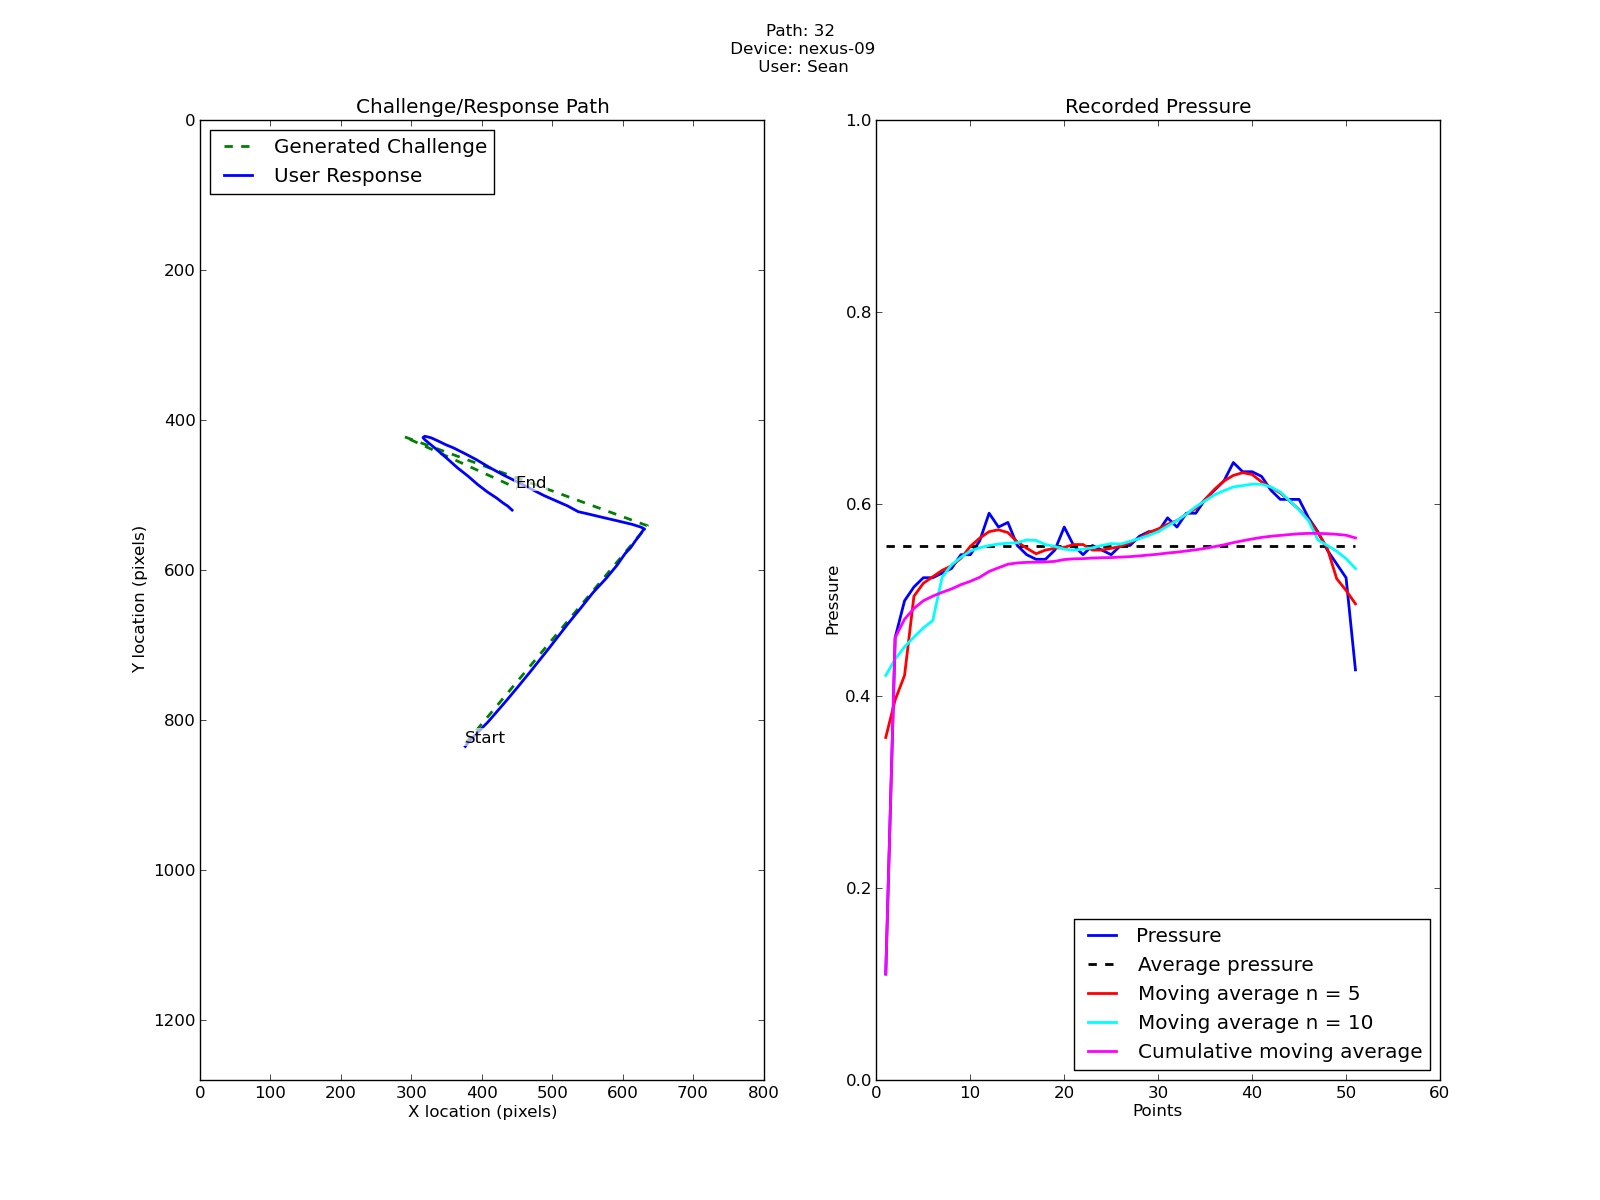 Path: 32
Device: nexus-09
User: Sean
Challenge/Response Path
Generated Challenge
User Response
0
200
400
600
800
1000
1200
Y location (pixels)
End
Start
0 100 200 300 400 500 600 700 800
X location (pixels)
Recorded Pressure
1.0
0.8
0.6
0.4
0.2
0.0
Pressure
Pressure
Average pressure
Moving average n = 5
Moving average n = 10
Cumulative moving average
0 10 20 30 40 50 60
Points